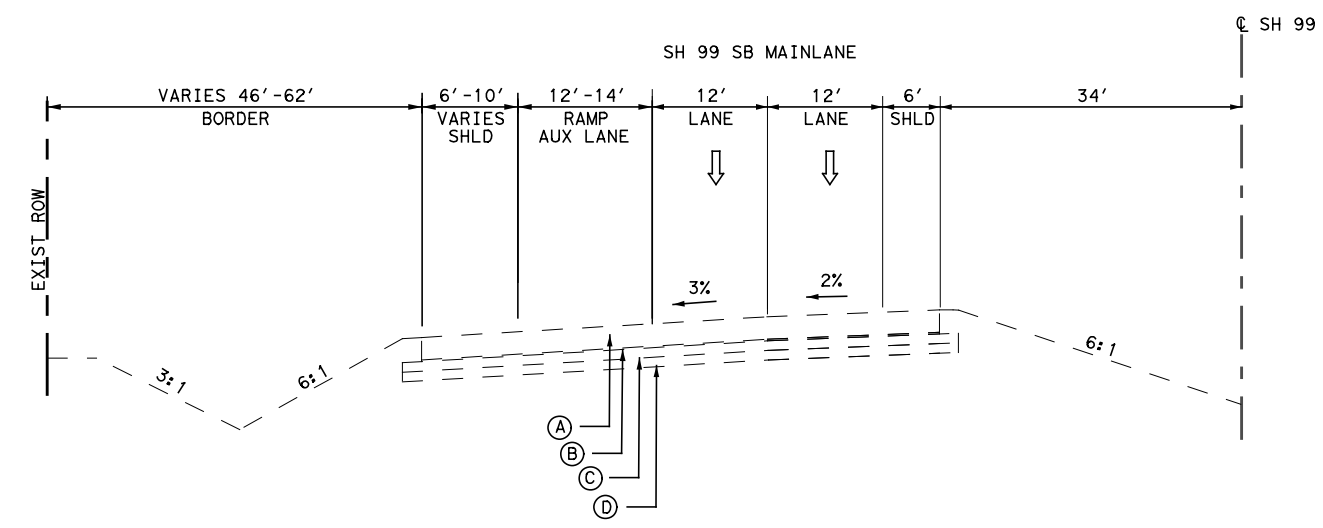 ℄ SH 99
SH 99 SB MAINLANE
VARIES 46'-62'
BORDER
6'-10'
VARIES
SHLD
12'-14'
RAMP
AUX LANE
12'
LANE
12'
LANE
6'
SHLD
34'
EXIST ROW
3%
2%
3:1
6:1
6:1
A
B
C
D